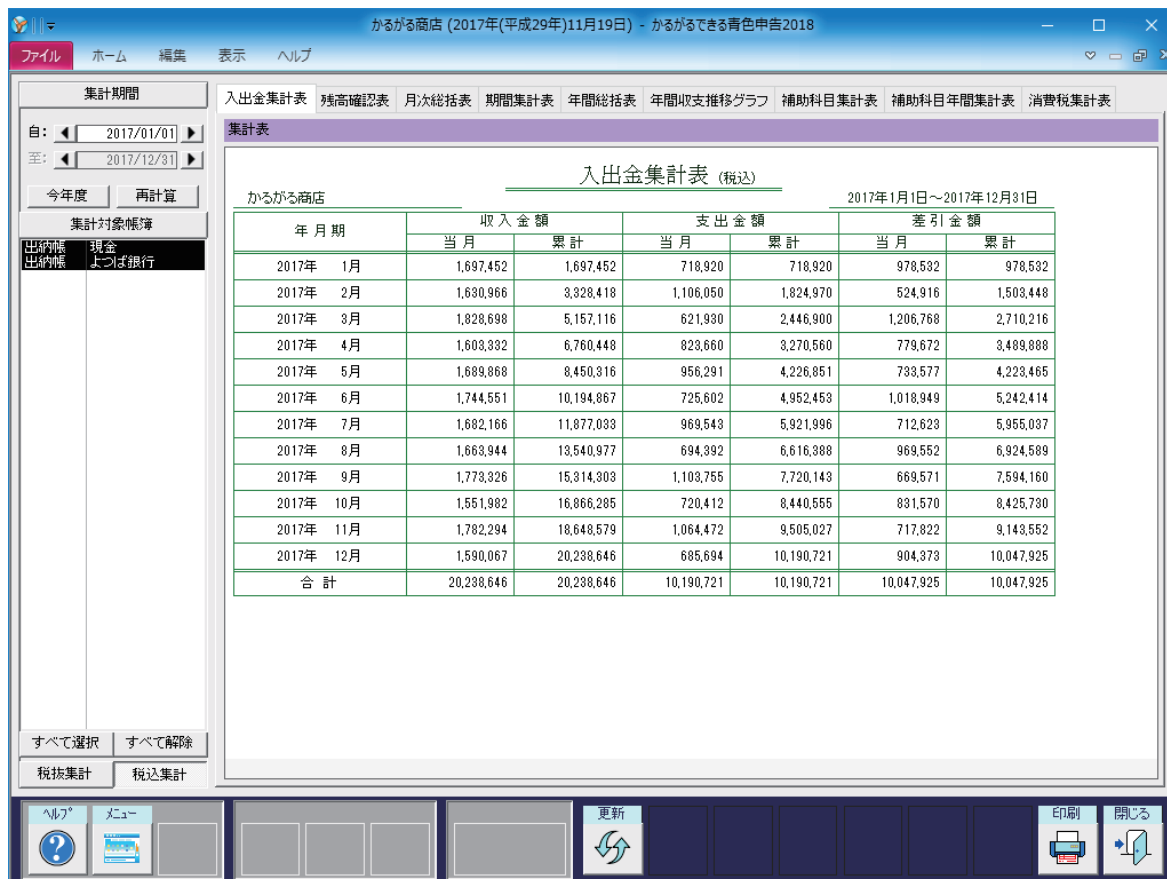 かるがる商店 (2017年(平成29年)11月19日) - かるがるできる青色申告2018
ファイル ホーム 編集 表示 ヘルプ
集計期間
自: 2017/01/01
至: 2017/12/31
今年度 再計算
集計対象帳簿
出納帳 現金
出納帳 よつば銀行
すべて選択 すべて解除
税抜集計 税込集計
入出金集計表 残高確認表 月次総括表 期間集計表 年間総括表 年間収支推移グラフ 補助科目集計表 補助科目年間集計表 消費税集計表
集計表
入出金集計表 (税込)
かるがる商店 2017年1月1日～2017年12月31日
年月期 収入金額 支出金額 差引金額
当月 累計 当月 累計 当月 累計
2017年 1月 1,697,452 1,697,452 718,920 718,920 978,532 978,532
2017年 2月 1,630,966 3,328,418 1,106,050 1,824,970 524,916 1,503,448
2017年 3月 1,828,698 5,157,116 621,930 2,446,900 1,206,768 2,710,216
2017年 4月 1,603,332 6,760,448 823,660 3,270,560 779,672 3,489,888
2017年 5月 1,689,868 8,450,316 956,291 4,226,851 733,577 4,223,465
2017年 6月 1,744,551 10,194,867 725,602 4,952,453 1,018,949 5,242,414
2017年 7月 1,682,166 11,877,033 969,543 5,921,996 712,623 5,955,037
2017年 8月 1,663,944 13,540,977 694,392 6,616,388 969,552 6,924,589
2017年 9月 1,773,326 15,314,303 1,103,755 7,720,143 669,571 7,594,160
2017年 10月 1,551,982 16,866,285 720,412 8,440,555 831,570 8,425,730
2017年 11月 1,782,294 18,648,579 1,064,472 9,505,027 717,822 9,143,552
2017年 12月 1,590,067 20,238,646 685,694 10,190,721 904,373 10,047,925
合計 20,238,646 20,238,646 10,190,721 10,190,721 10,047,925 10,047,925
ヘルプ メニュー 更新 印刷 閉じる